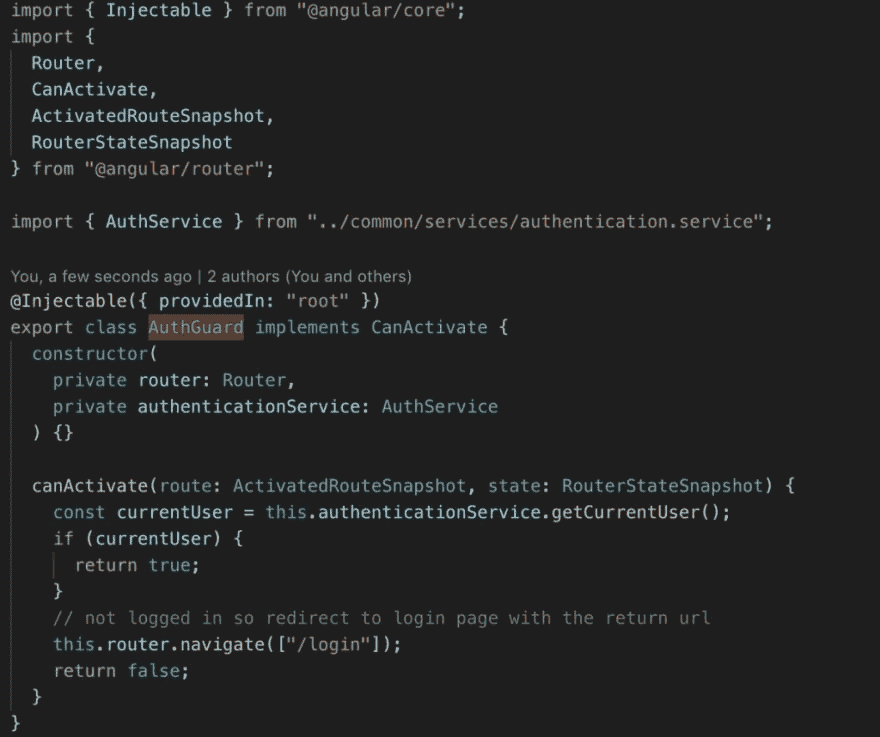 import { Injectable } from "@angular/core";
import {
  Router,
  CanActivate,
  ActivatedRouteSnapshot,
  RouterStateSnapshot
} from "@angular/router";

import { AuthService } from "../common/services/authentication.service";

You, a few seconds ago | 2 authors (You and others)
@Injectable({ providedIn: "root" })
export class AuthGuard implements CanActivate {
  constructor(
    private router: Router,
    private authenticationService: AuthService
  ) {}

  canActivate(route: ActivatedRouteSnapshot, state: RouterStateSnapshot) {
    const currentUser = this.authenticationService.getCurrentUser();
    if (currentUser) {
      return true;
    }
    // not logged in so redirect to login page with the return url
    this.router.navigate(["/login"]);
    return false;
  }
}